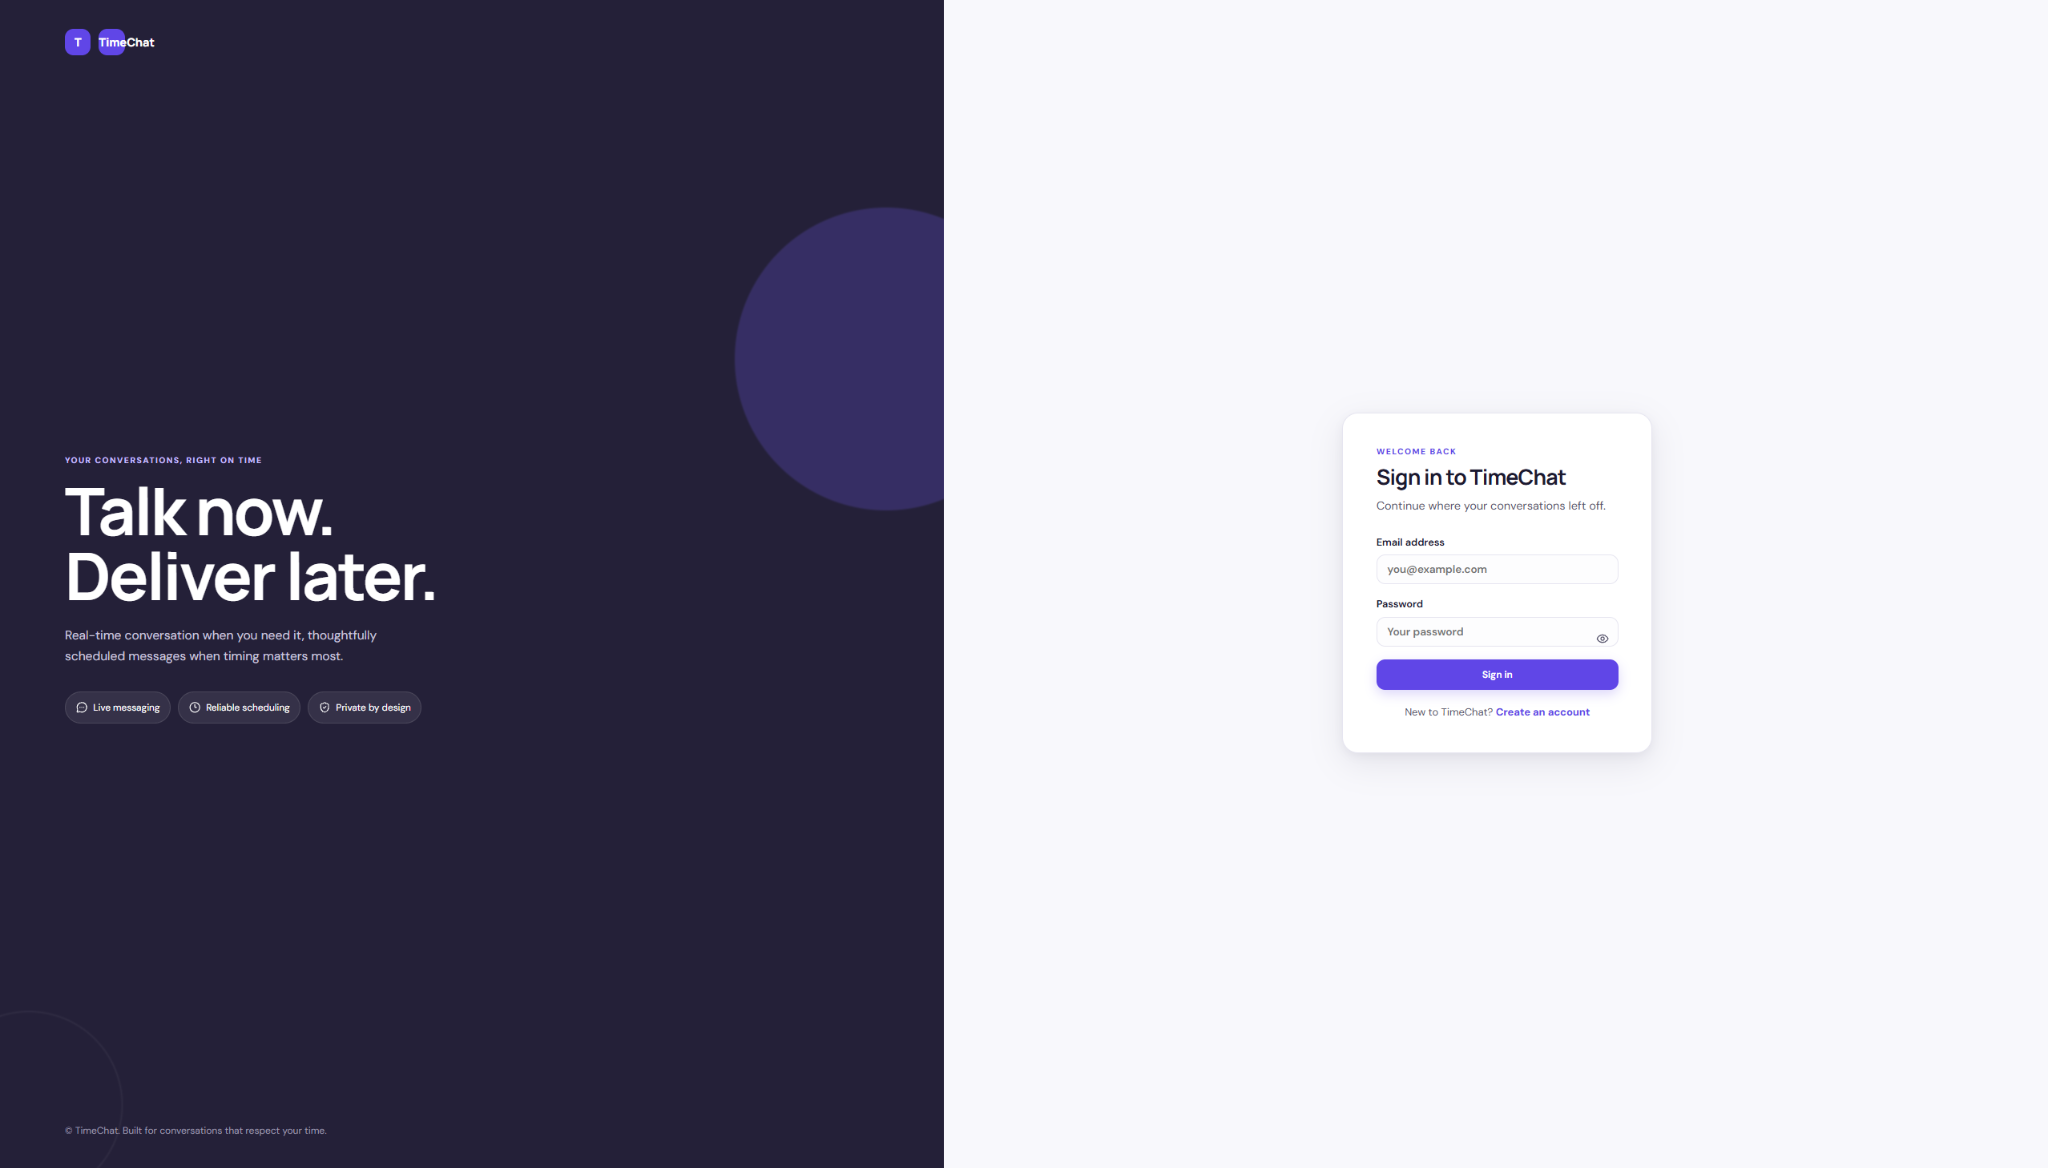 T TimeChat
YOUR CONVERSATIONS, RIGHT ON TIME
Talk now.
Deliver later.
Real-time conversation when you need it, thoughtfully
scheduled messages when timing matters most.
Live messaging Reliable scheduling Private by design
© TimeChat. Built for conversations that respect your time.
WELCOME BACK
Sign in to TimeChat
Continue where your conversations left off.
Email address
you@example.com
Password
Your password
Sign in
New to TimeChat? Create an account